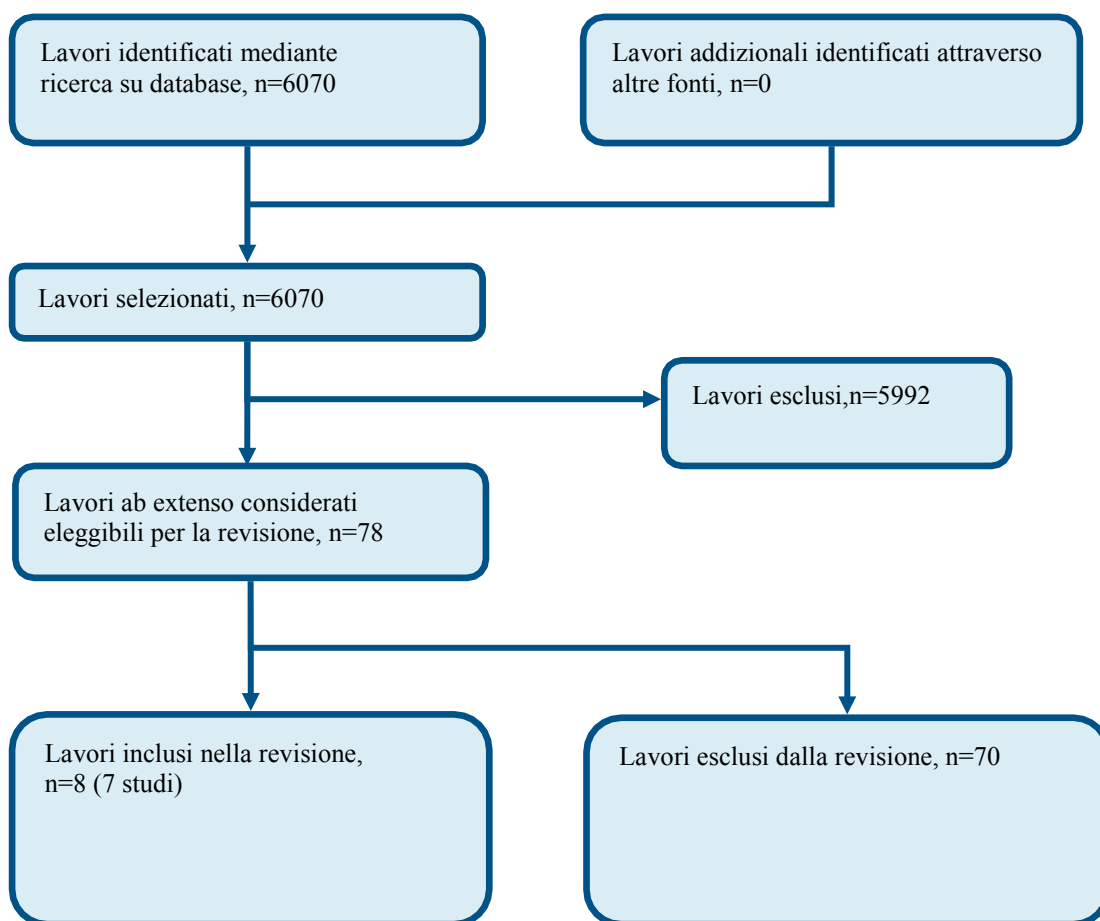 Lavori identificati mediante
ricerca su database, n=6070
Lavori addizionali identificati attraverso
altre fonti, n=0
Lavori selezionati, n=6070
Lavori esclusi,n=5992
Lavori ab extenso considerati
eleggibili per la revisione, n=78
Lavori inclusi nella revisione,
n=8 (7 studi)
Lavori esclusi dalla revisione, n=70